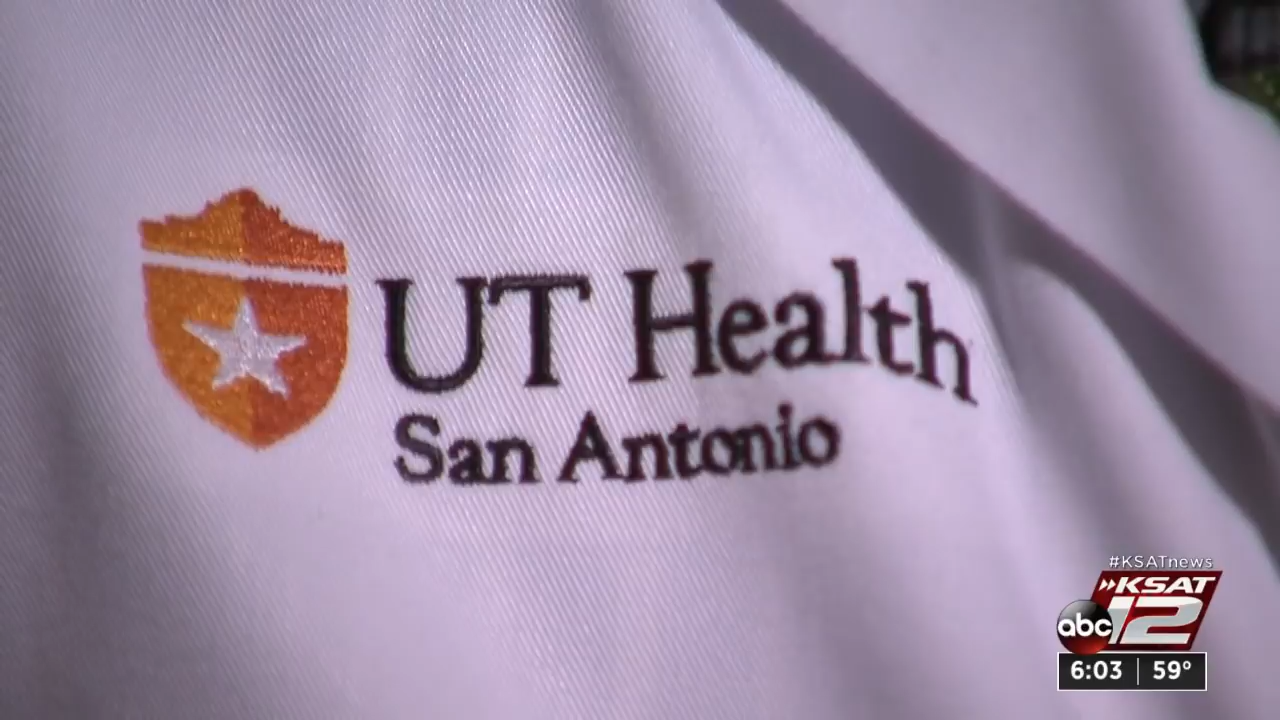 UT Health
San Antonio
#KSATnews
KSAT
abc 12
6:03 59°